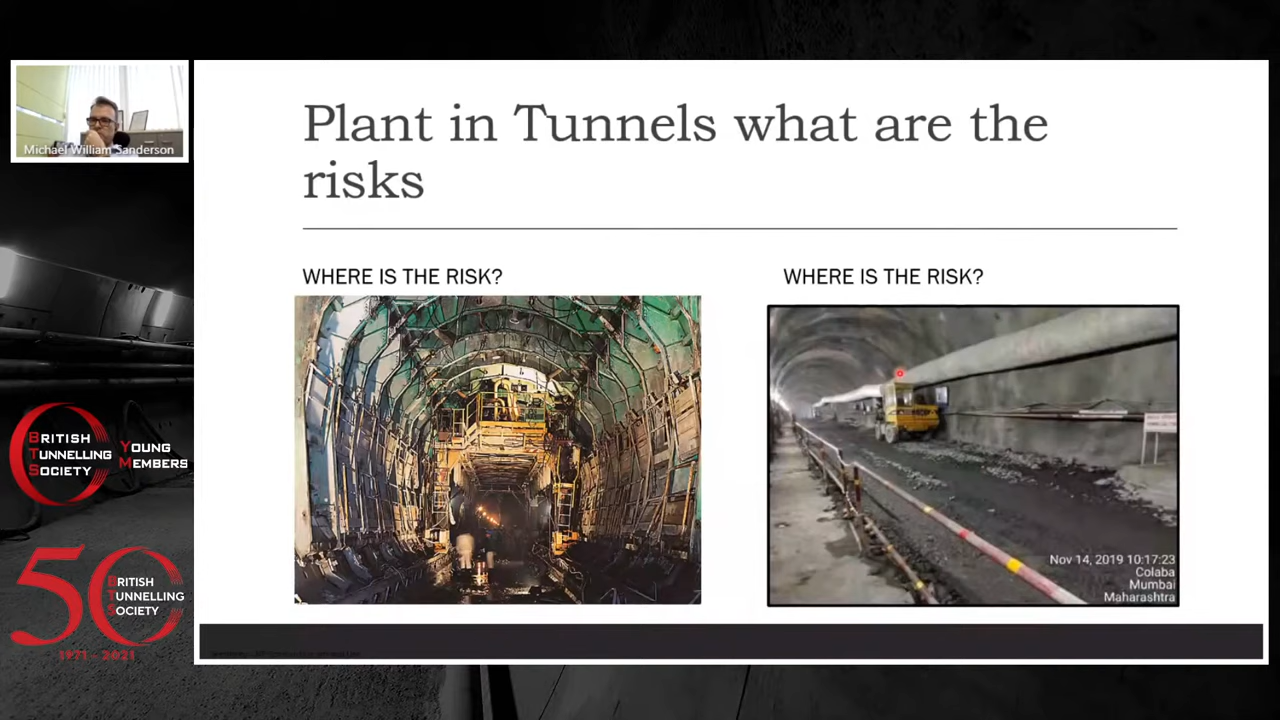 Michael William Sanderson
Plant in Tunnels what are the
risks
WHERE IS THE RISK?
WHERE IS THE RISK?
Nov 14, 2019 10:17:23
Colaba
Mumbai
Maharashtra
BRITISH
TUNNELLING
SOCIETY
YOUNG
MEMBERS
50
BRITISH
TUNNELLING
SOCIETY
1971 - 2021